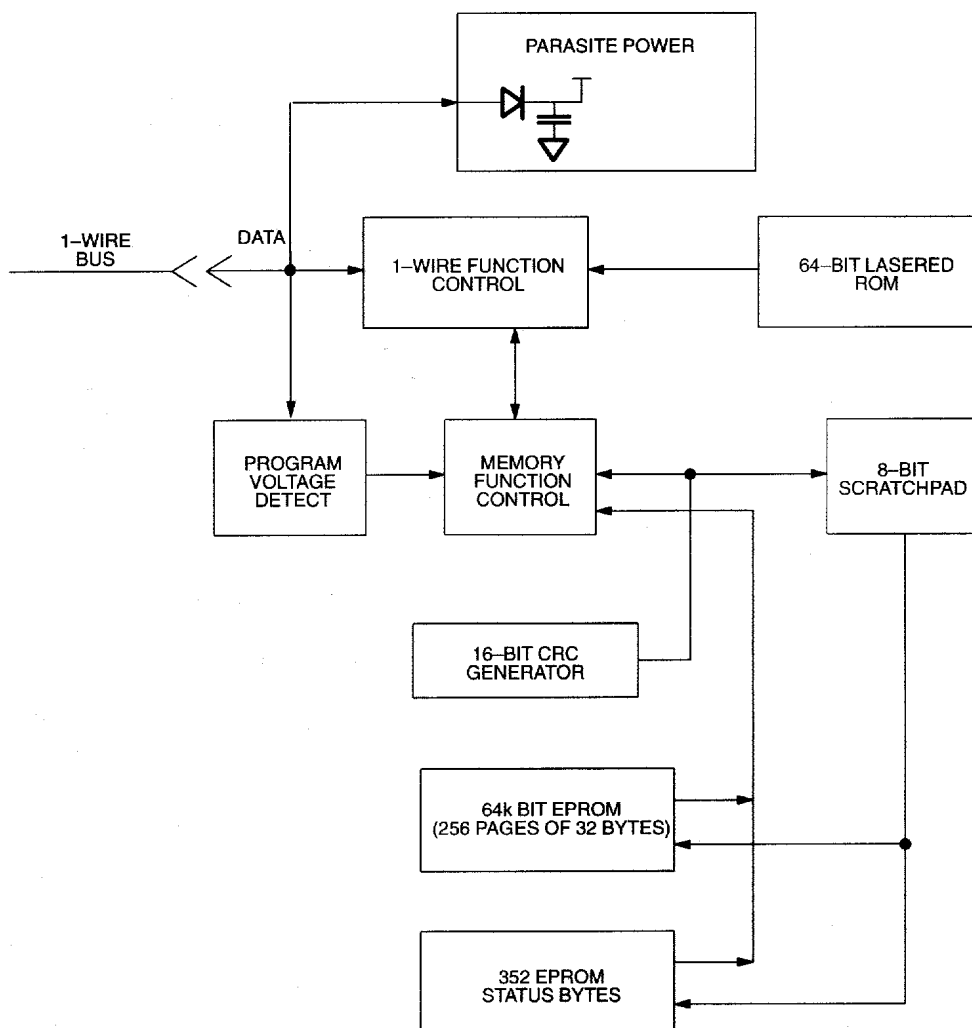 PARASITE POWER
1–WIRE
BUS
DATA
1–WIRE FUNCTION
CONTROL
64–BIT LASERED
ROM
PROGRAM
VOLTAGE
DETECT
MEMORY
FUNCTION
CONTROL
8–BIT
SCRATCHPAD
16–BIT CRC
GENERATOR
64k BIT EPROM
(256 PAGES OF 32 BYTES)
352 EPROM
STATUS BYTES